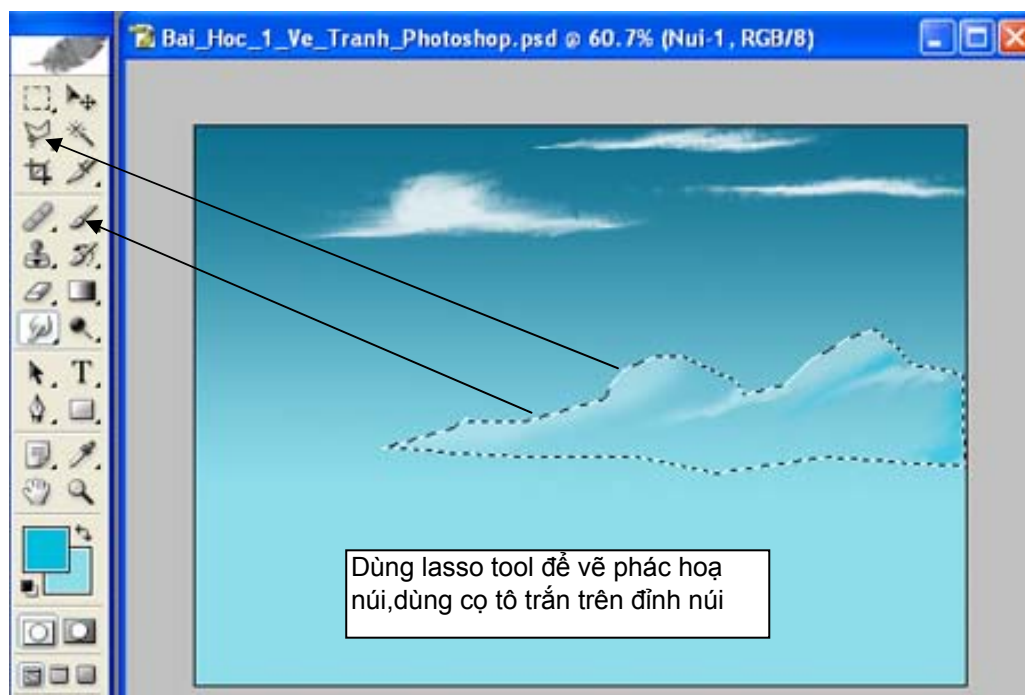 Bai_Hoc_1_Ve_Tranh_Photoshop.psd @ 60.7% (Nui-1, RGB/8)
T
Dùng lasso tool để vẽ phác hoạ
núi,dùng cọ tô trắn trên đỉnh núi